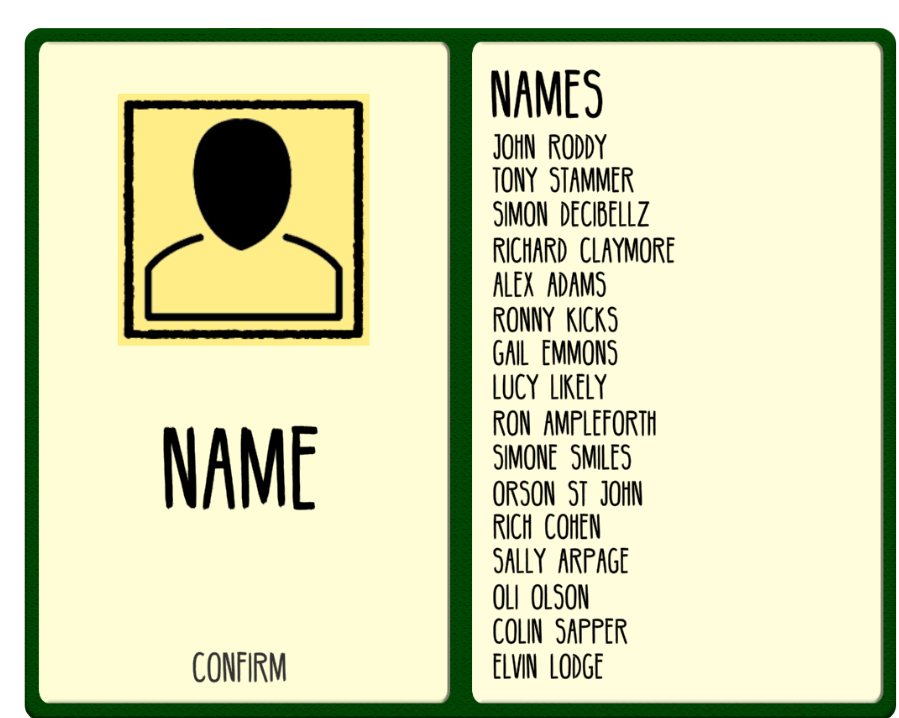 NAME
CONFIRM
NAMES
JOHN RODDY
TONY STAMMER
SIMON DECIBELLZ
RICHARD CLAYMORE
ALEX ADAMS
RONNY KICKS
GAIL EMMONS
LUCY LIKELY
RON AMPLEFORTH
SIMONE SMILES
ORSON ST JOHN
RICH COHEN
SALLY ARPAGE
OLI OLSON
COLIN SAPPER
ELVIN LODGE